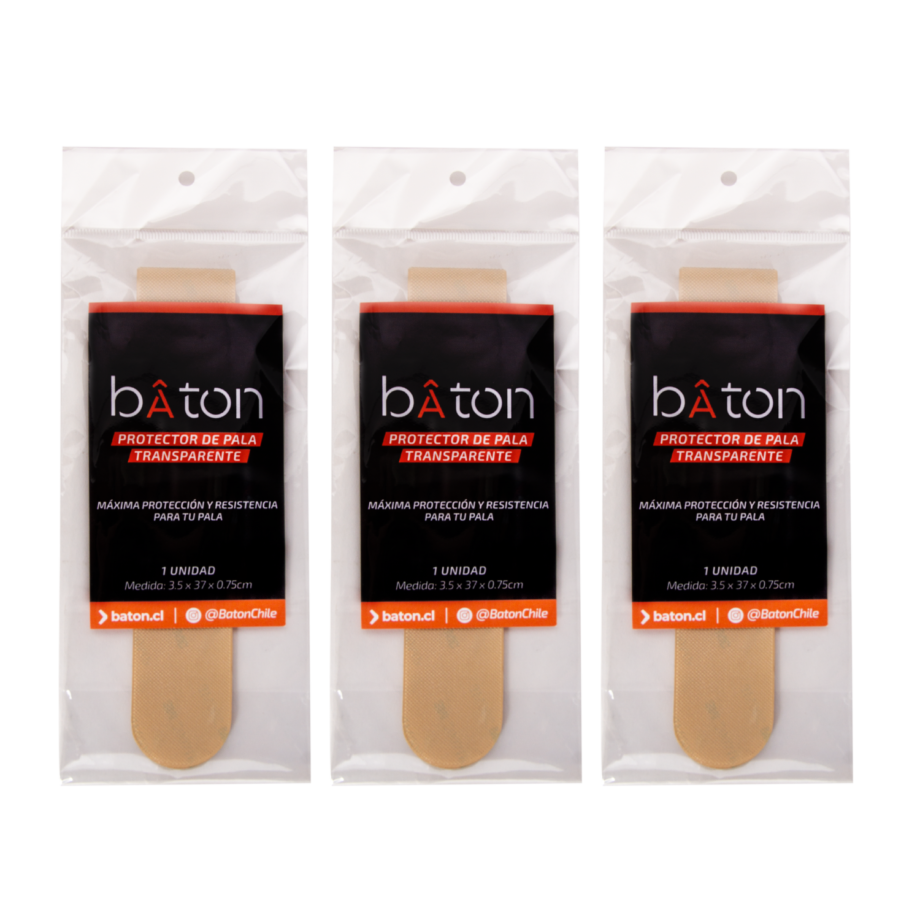 bÂton
PROTECTOR DE PALA
TRANSPARENTE
MÁXIMA PROTECCIÓN Y RESISTENCIA
PARA TU PALA
1 UNIDAD
Medida: 3.5 x 37 x 0.75cm
baton.cl | @BatonChile
bÂton
PROTECTOR DE PALA
TRANSPARENTE
MÁXIMA PROTECCIÓN Y RESISTENCIA
PARA TU PALA
1 UNIDAD
Medida: 3.5 x 37 x 0.75cm
baton.cl | @BatonChile
bÂton
PROTECTOR DE PALA
TRANSPARENTE
MÁXIMA PROTECCIÓN Y RESISTENCIA
PARA TU PALA
1 UNIDAD
Medida: 3.5 x 37 x 0.75cm
baton.cl | @BatonChile